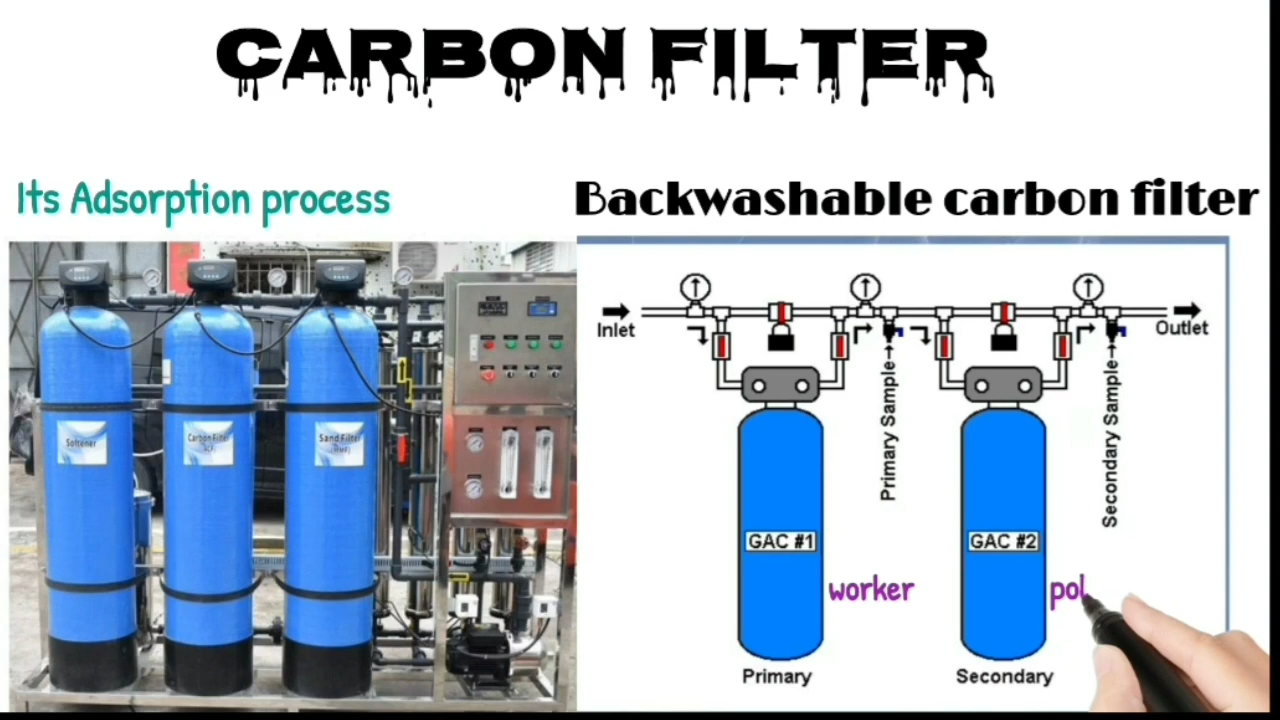 CARBON FILTER
Its Adsorption process
Backwashable carbon filter
Inlet
Outlet
Primary Sample
Secondary Sample
Softener
Carbon Filter
Sand Filter
GAC #1
GAC #2
worker
pol
Primary
Secondary